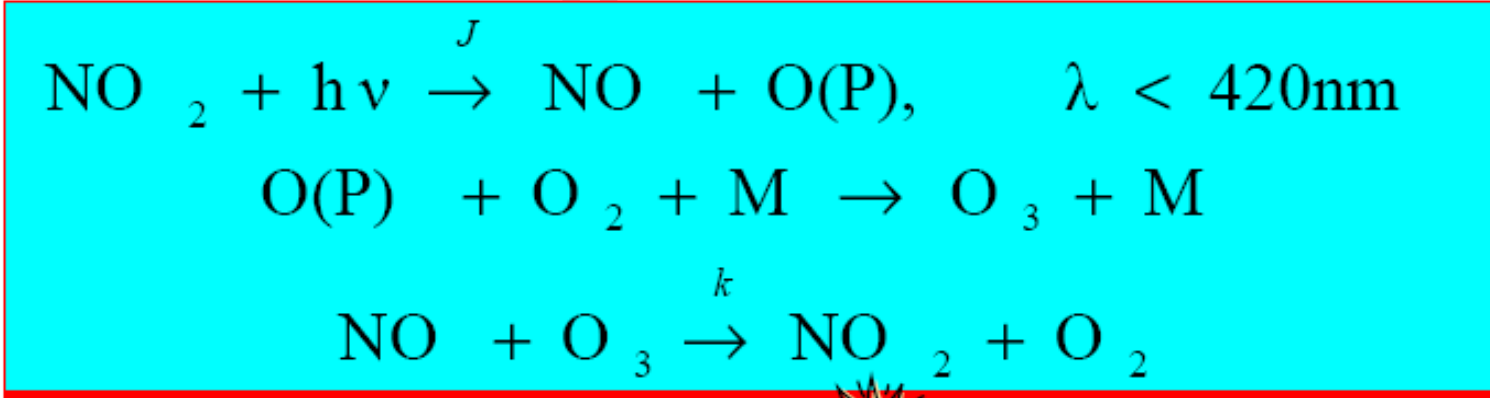 NO₂ + hν →ᴶ NO + O(P), λ < 420nm
O(P) + O₂ + M → O₃ + M
NO + O₃ →ᵏ NO₂ + O₂